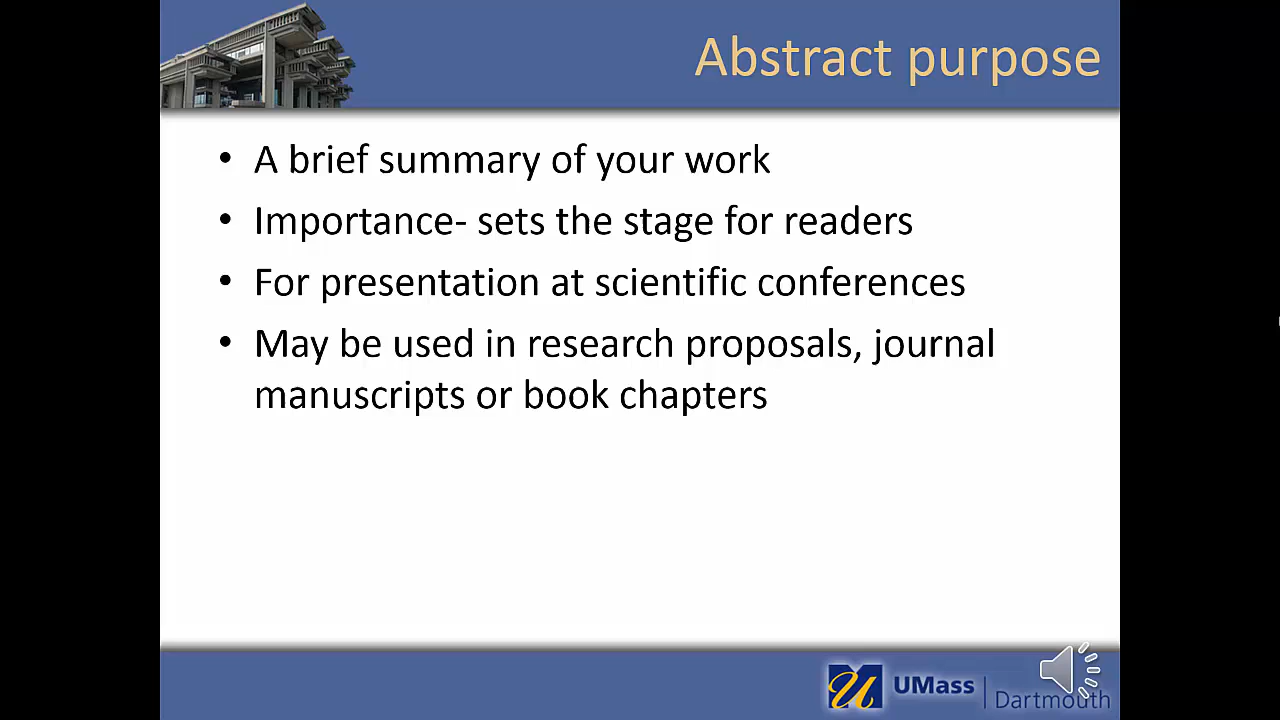 Abstract purpose
• A brief summary of your work
• Importance- sets the stage for readers
• For presentation at scientific conferences
• May be used in research proposals, journal
manuscripts or book chapters
UMass
Dartmouth